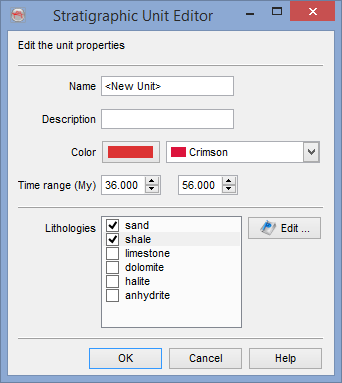 Stratigraphic Unit Editor
Edit the unit properties
Name <New Unit>
Description
Color Crimson
Time range (My) 36.000 56.000
Lithologies sand Edit ...
shale
limestone
dolomite
halite
anhydrite
OK Cancel Help